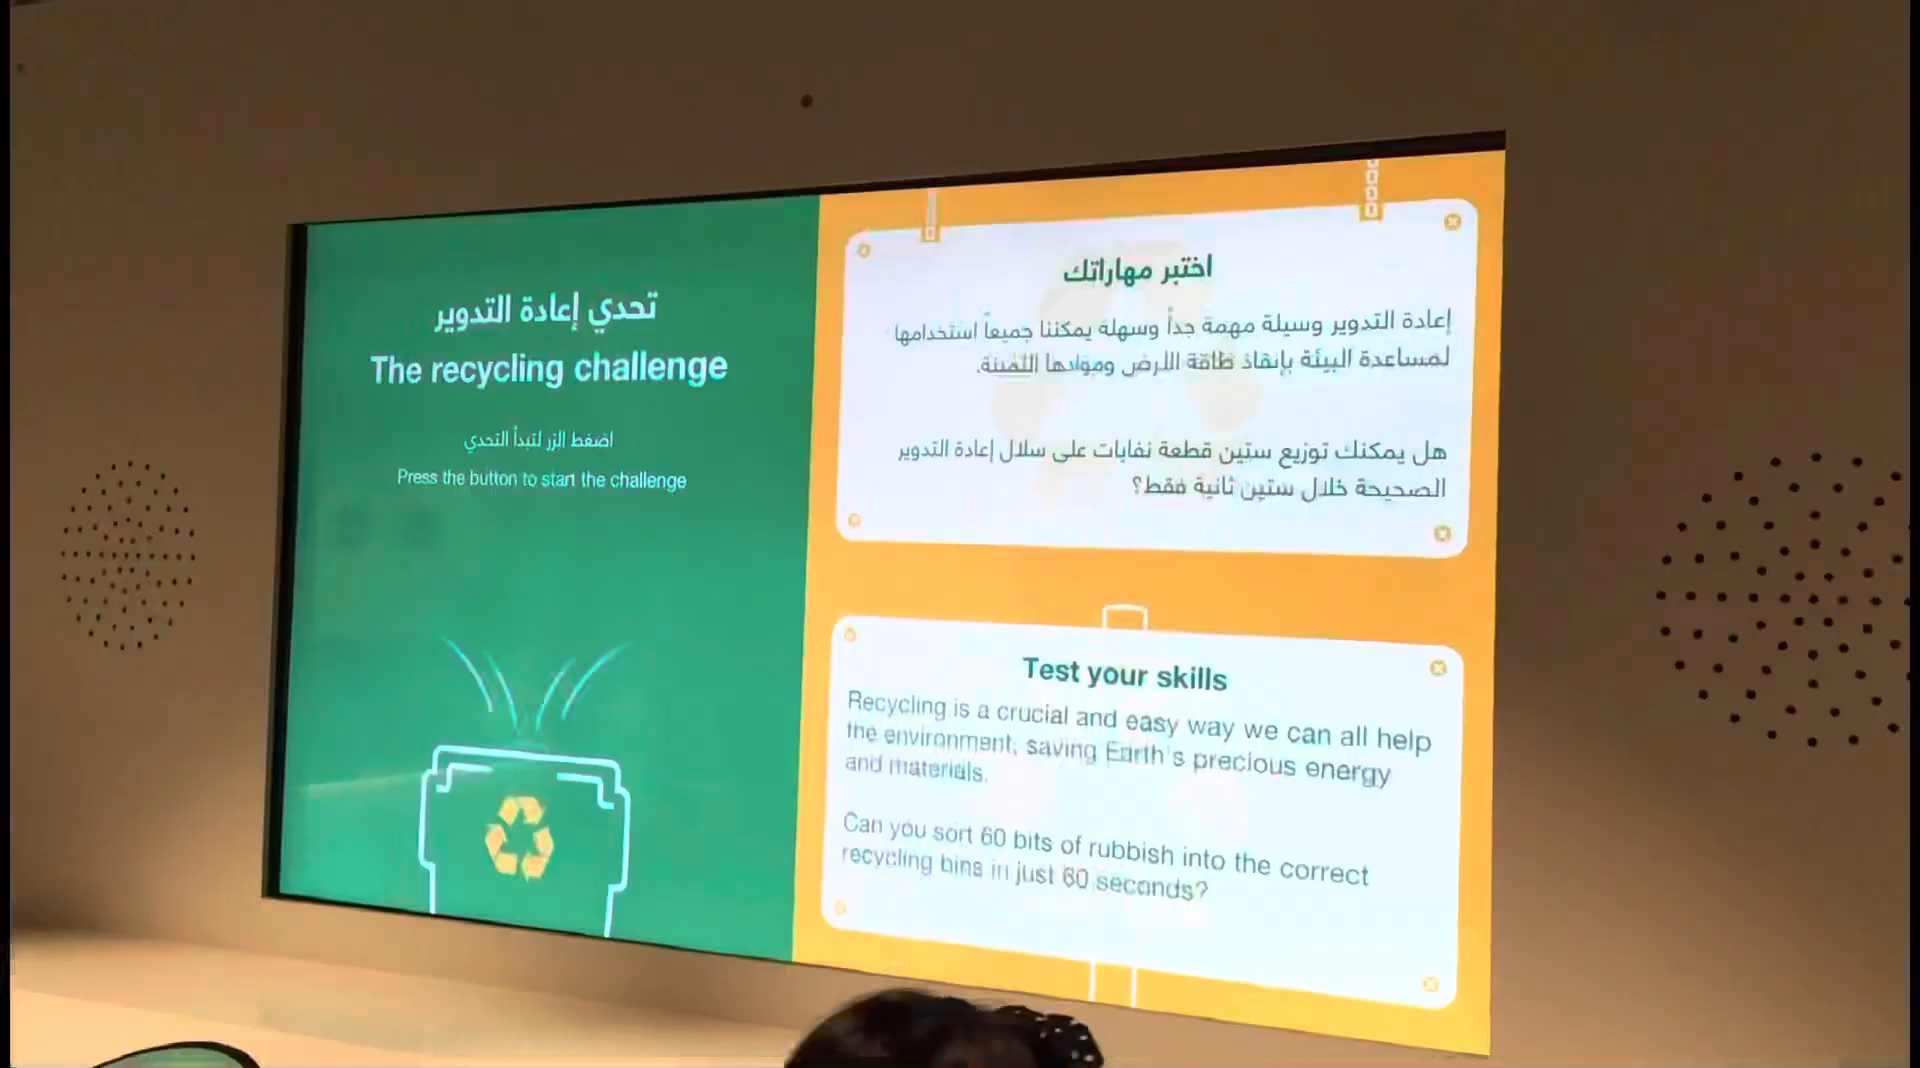 تحدي إعادة التدوير
The recycling challenge
اضغط الزر لتبدأ التحدي
Press the button to start the challenge
اختبر مهاراتك
إعادة التدوير وسيلة مهمة جداً وسهلة يمكننا جميعاً استخدامها
لمساعدة البيئة بإنقاذ طاقة الأرض وموادها الثمينة.
هل يمكنك توزيع ستين قطعة نفايات على سلال إعادة التدوير
الصحيحة خلال ستين ثانية فقط؟
Test your skills
Recycling is a crucial and easy way we can all help
the environment, saving Earth's precious energy
and materials.
Can you sort 60 bits of rubbish into the correct
recycling bins in just 60 seconds?